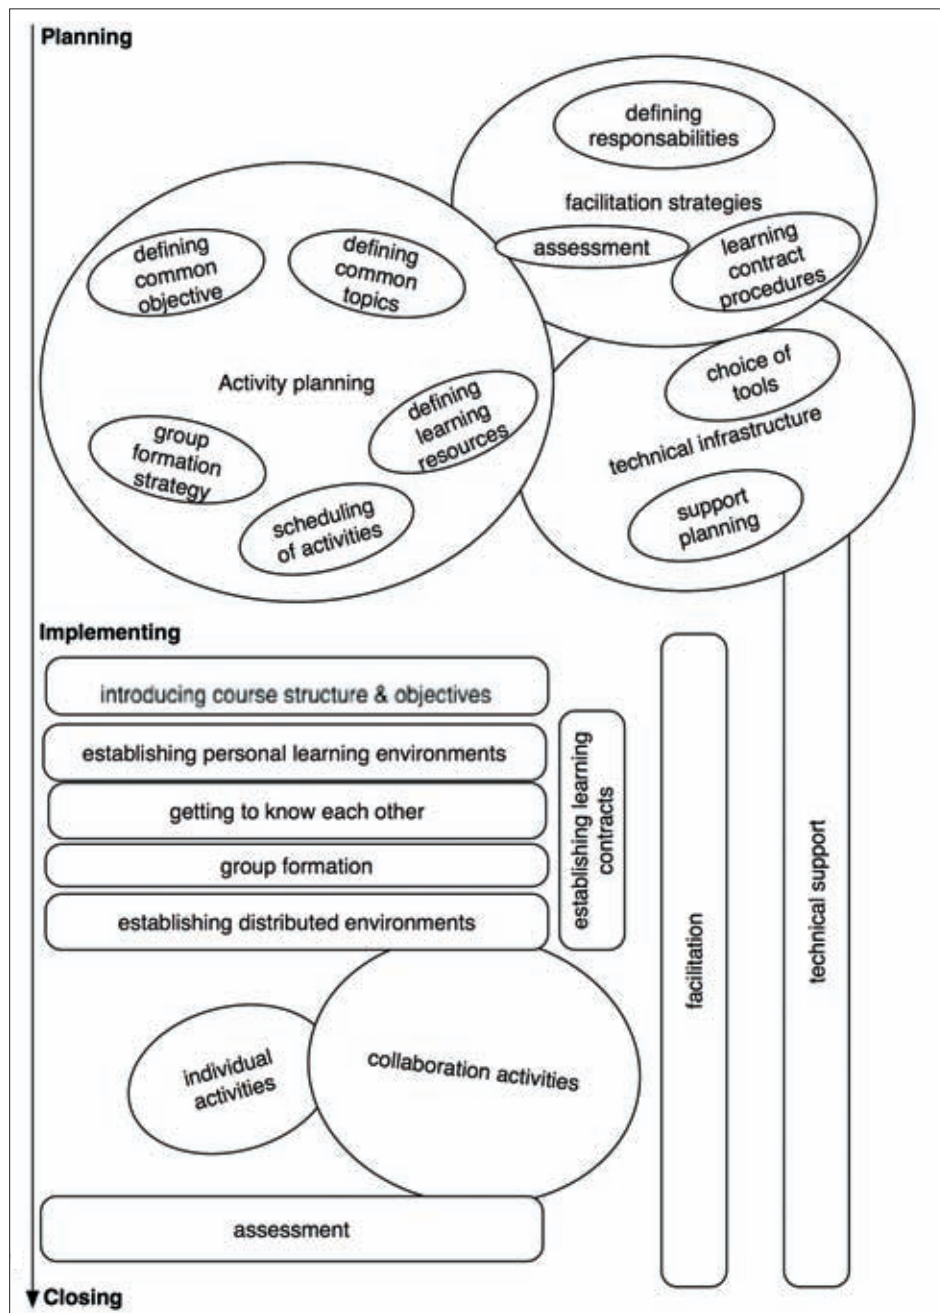 Planning
defining
responsabilities
facilitation strategies
assessment
learning
contract
procedures
defining
common
objective
defining
common
topics
Activity planning
defining
learning
resources
group
formation
strategy
scheduling
of activities
choice of
tools
technical infrastructure
support
planning
Implementing
introducing course structure & objectives
establishing personal learning environments
getting to know each other
group formation
establishing distributed environments
establishing learning
contracts
facilitation
technical support
individual
activities
collaboration activities
assessment
Closing